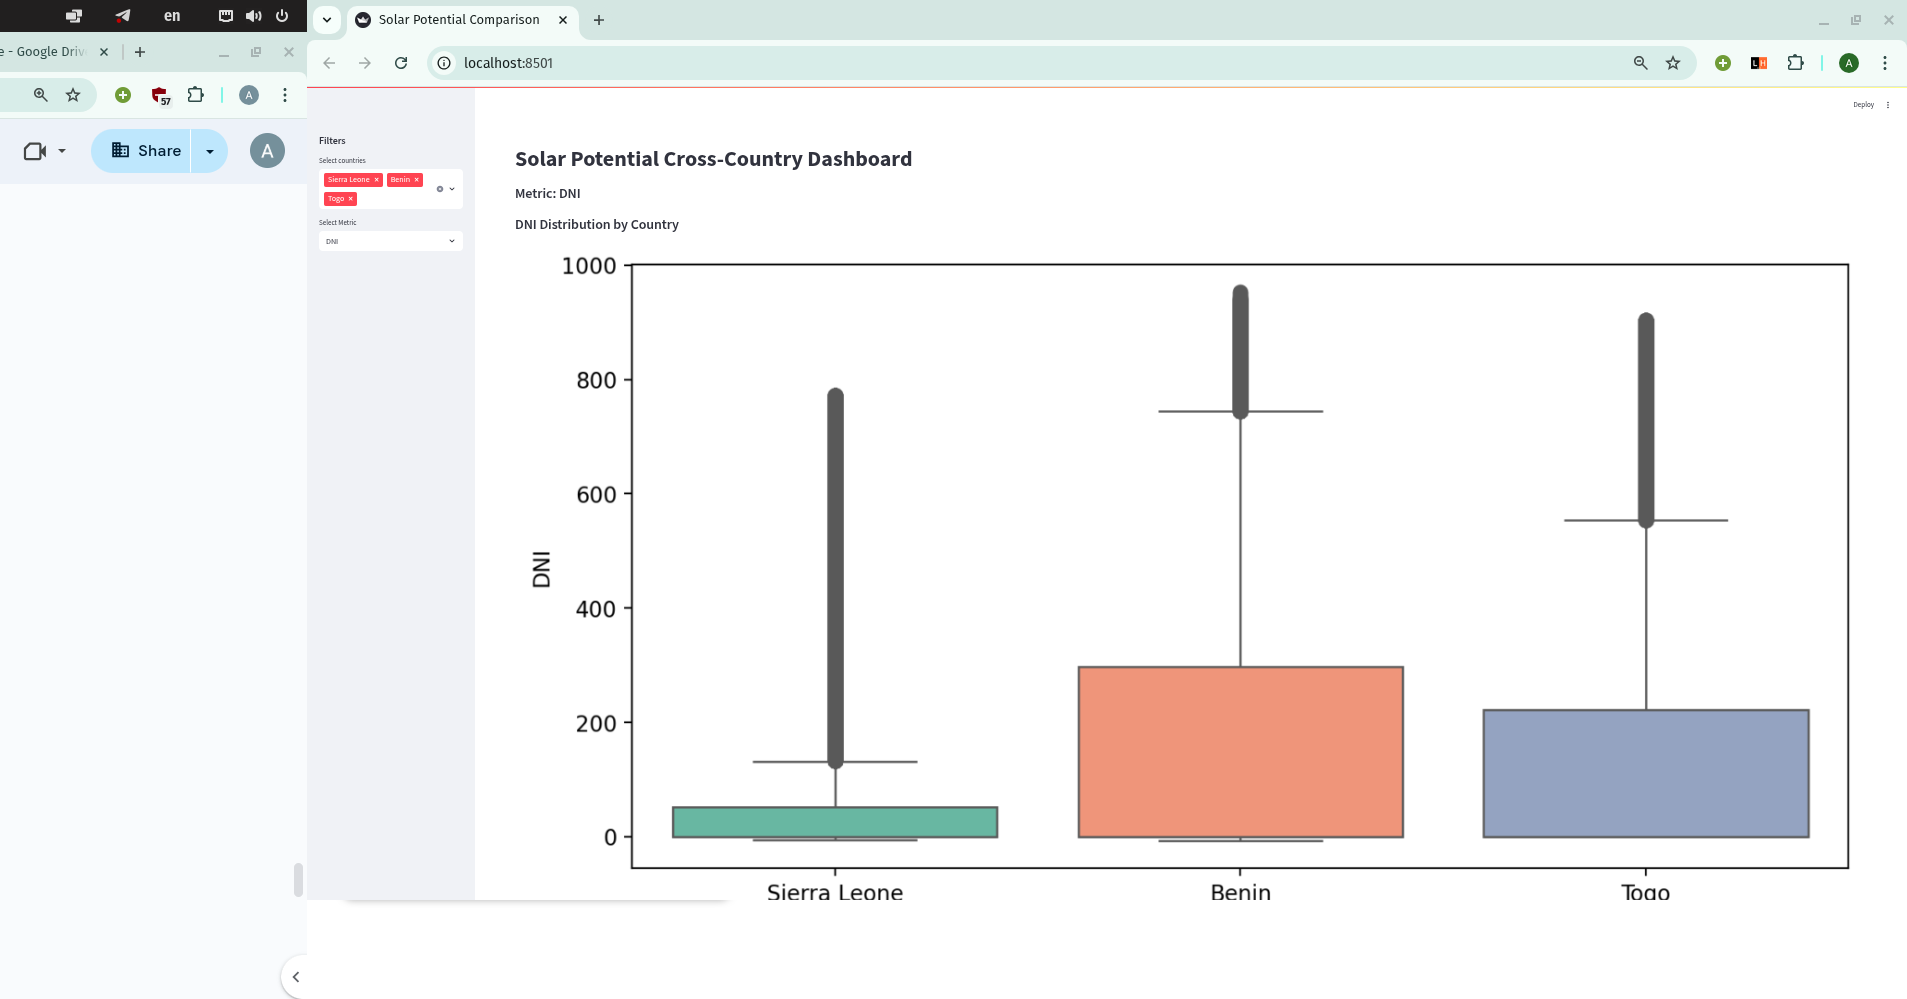 en
e - Google Driv
57
A
Share
A
Solar Potential Comparison
localhost:8501
A
Deploy
Filters
Select countries
Sierra Leone
Benin
Togo
Select Metric
DNI
Solar Potential Cross-Country Dashboard
Metric: DNI
DNI Distribution by Country
1000
800
600
400
200
0
DNI
Sierra Leone
Benin
Togo